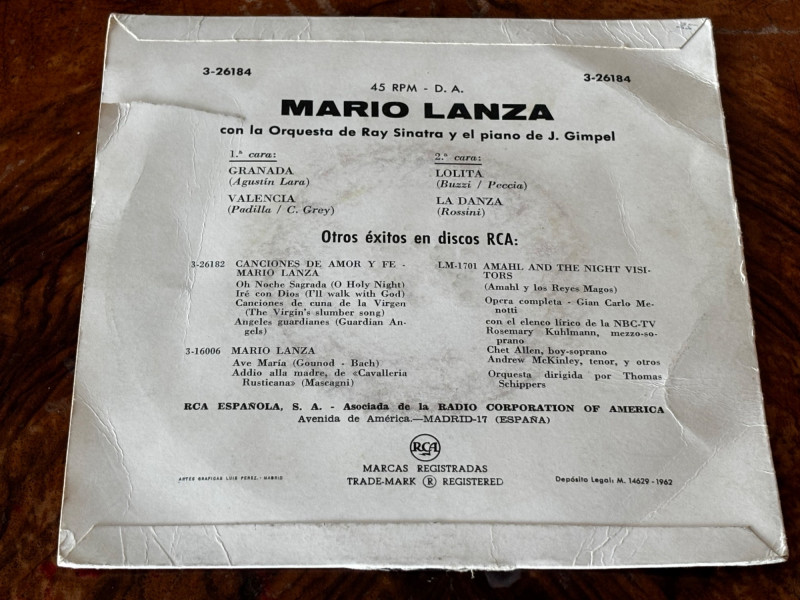 3-26184
3-26184
45 RPM - D. A.
MARIO LANZA
con la Orquesta de Ray Sinatra y el piano de J. Gimpel
1.ª cara:
GRANADA
(Agustin Lara)
VALENCIA
(Padilla / C. Grey)
2.ª cara:
LOLITA
(Buzzi / Peccia)
LA DANZA
(Rossini)
Otros éxitos en discos RCA:
3-26182 CANCIONES DE AMOR Y FE -
MARIO LANZA
Oh Noche Sagrada (O Holy Night)
Iré con Dios (I'll walk with God)
Canciones de cuna de la Virgen
(The Virgin's slumber song)
Angeles guardianes (Guardian An-
gels)
3-16006 MARIO LANZA
Ave María (Gounod - Bach)
Addio alla madre, de «Cavalleria
Rusticana» (Mascagni)
LM-1701 AMAHL AND THE NIGHT VISI-
TORS
(Amahl y los Reyes Magos)
Opera completa - Gian Carlo Me-
notti
con el elenco lírico de la NBC-TV
Rosemary Kuhlmann, mezzo-so-
prano
Chet Allen, boy-soprano
Andrew McKinley, tenor, y otros
Orquesta dirigida por Thomas
Schippers
RCA ESPAÑOLA, S. A. - Asociada de la RADIO CORPORATION OF AMERICA
Avenida de América.—MADRID-17 (ESPAÑA)
RCA
MARCAS REGISTRADAS
TRADE-MARK ® REGISTERED
ARTES GRAFICAS LUIS PEREZ.-MADRID
Depósito Legal: M. 14629-1962